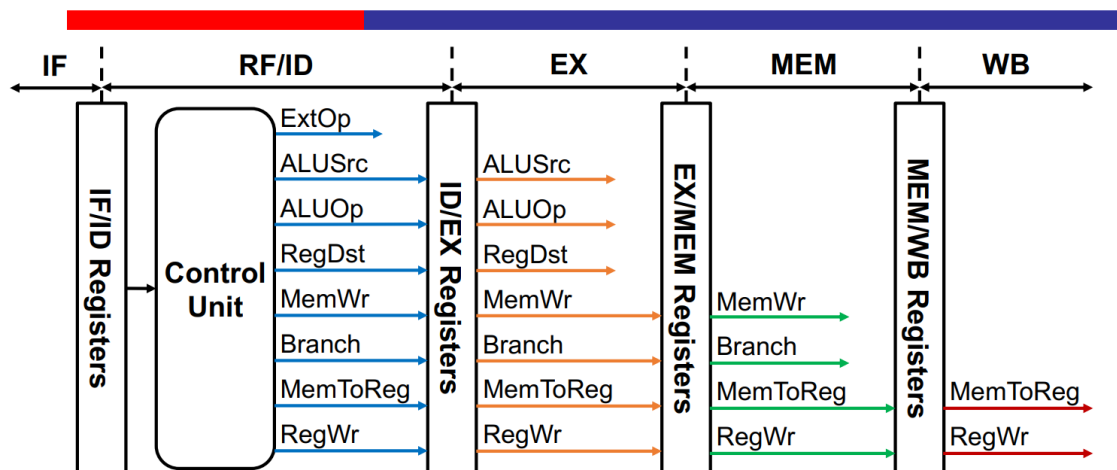 IF
RF/ID
EX
MEM
WB
IF/ID Registers
Control
Unit
ExtOp
ALUSrc
ALUOp
RegDst
MemWr
Branch
MemToReg
RegWr
ID/EX Registers
ALUSrc
ALUOp
RegDst
MemWr
Branch
MemToReg
RegWr
EX/MEM Registers
MemWr
Branch
MemToReg
RegWr
MEM/WB Registers
MemToReg
RegWr